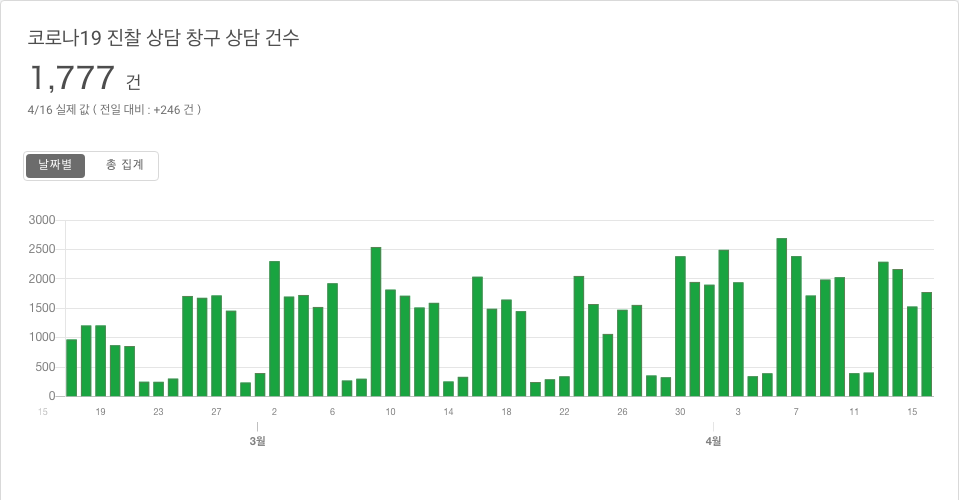 코로나19 진찰 상담 창구 상담 건수
1,777 건
4/16 실제 값 ( 전일 대비 : +246 건 )
날짜별 총 집계
3000
2500
2000
1500
1000
500
0
15 19 23 27 2 6 10 14 18 22 26 30 3 7 11 15
3월 4월